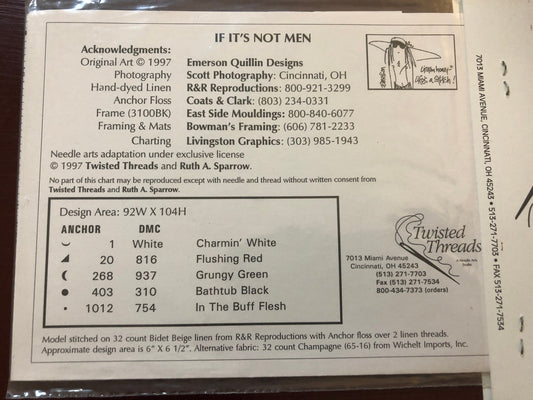 IF IT'S NOT MEN
Acknowledgments:
Original Art © 1997 Emerson Quillin Designs
Photography Scott Photography: Cincinnati, OH
Hand-dyed Linen R&R Reproductions: 800-921-3299
Anchor Floss Coats & Clark: (803) 234-0331
Frame (3100BK) East Side Mouldings: 800-840-6077
Framing & Mats Bowman's Framing: (606) 781-2233
Charting Livingston Graphics: (303) 985-1943
Needle arts adaptation under exclusive license
© 1997 Twisted Threads and Ruth A. Sparrow.
No part of this chart may be reproduced except with needle and thread without written consent from
Twisted Threads and Ruth A. Sparrow.
Design Area: 92W X 104H
ANCHOR DMC
1 White Charmin' White
20 816 Flushing Red
268 937 Grungy Green
403 310 Bathtub Black
1012 754 In The Buff Flesh
Twisted
Threads
A Needle Arts
Studio
7013 Miami Avenue
Cincinnati, OH 45243
(513) 271-7703
Fax (513) 271-7534
800-434-7373 (orders)
Model stitched on 32 count Bidet Beige linen from R&R Reproductions with Anchor floss over 2 linen threads.
Approximate design area is 6" X 6 1/2". Alternative fabric: 32 count Champagne (65-16) from Wichelt Imports, Inc.
7013 MIAMI AVENUE, CINCINNATI, OH 45243 • 513-271-7703 • FAX 513-271-7534